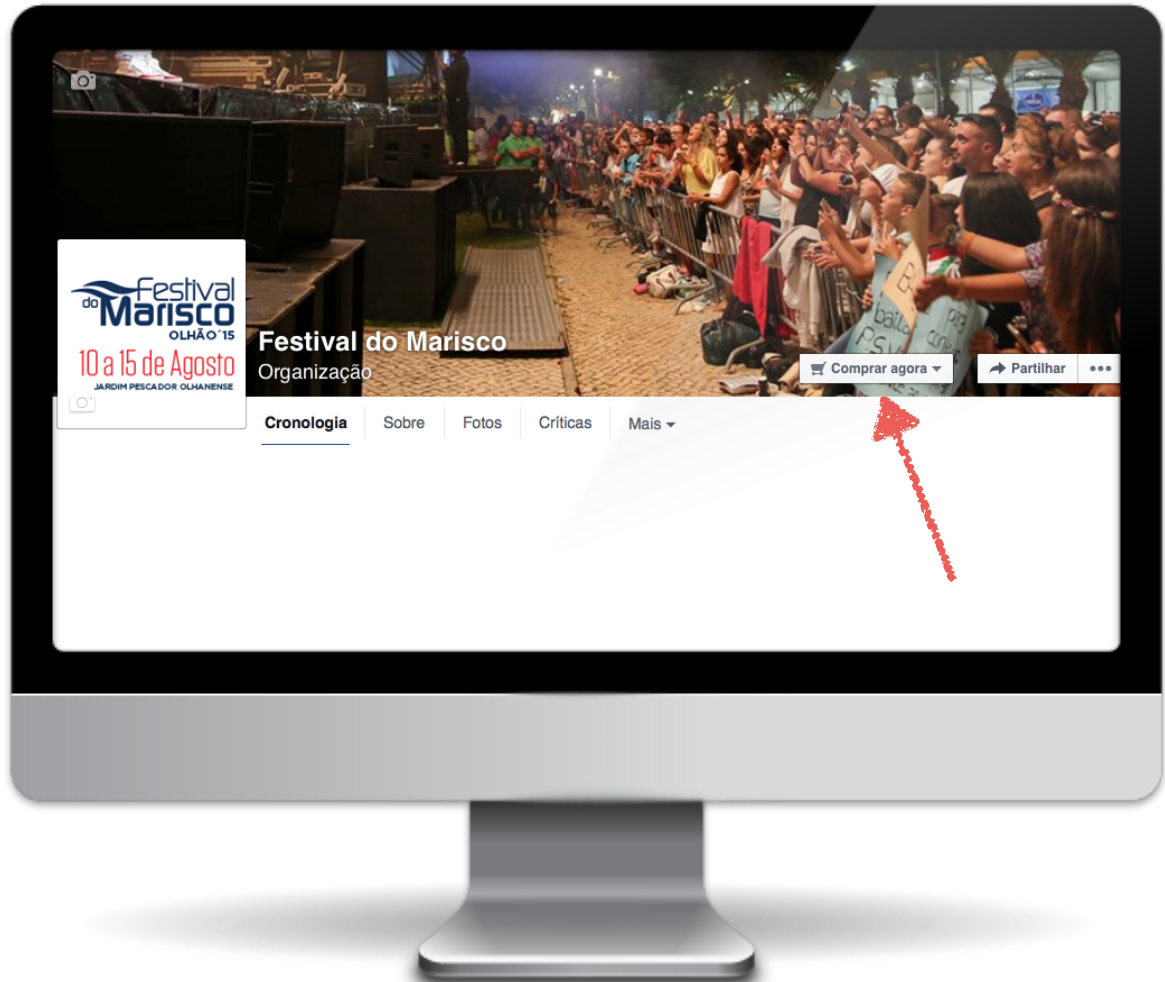 Festival
do Marisco
OLHÃO'15
10 a 15 de Agosto
JARDIM PESCADOR OLHANENSE
Festival do Marisco
Organização
Comprar agora
Partilhar
Cronologia
Sobre
Fotos
Críticas
Mais